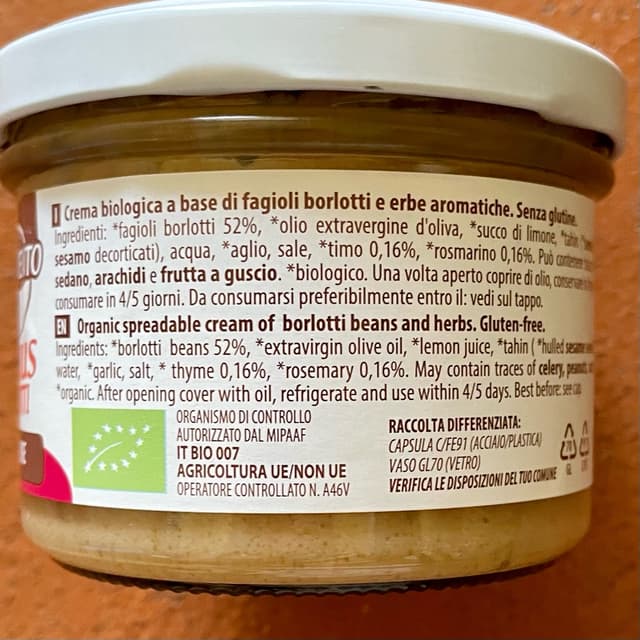 I Crema biologica a base di fagioli borlotti e erbe aromatiche. Senza glutine.
Ingredienti: *fagioli borlotti 52%, *olio extravergine d'oliva, *succo di limone, *tahin
sesamo decorticati), acqua, *aglio, sale, *timo 0,16%, *rosmarino 0,16%. Può contenere
sedano, arachidi e frutta a guscio. *biologico. Una volta aperto coprire di olio, conservare
consumare in 4/5 giorni. Da consumarsi preferibilmente entro il: vedi sul tappo.
EN Organic spreadable cream of borlotti beans and herbs. Gluten-free.
Ingredients: *borlotti beans 52%, *extravirgin olive oil, *lemon juice, *tahin ( *hulled sesame
water, *garlic, salt, * thyme 0,16%, *rosemary 0,16%. May contain traces of celery, peanuts,
*organic. After opening cover with oil, refrigerate and use within 4/5 days. Best before: see cap
ORGANISMO DI CONTROLLO
AUTORIZZATO DAL MIPAAF
IT BIO 007
AGRICOLTURA UE/NON UE
OPERATORE CONTROLLATO N. A46V
RACCOLTA DIFFERENZIATA:
CAPSULA C/FE91 (ACCIAIO/PLASTICA)
VASO GL70 (VETRO)
VERIFICA LE DISPOSIZIONI DEL TUO COMUNE
70
GL